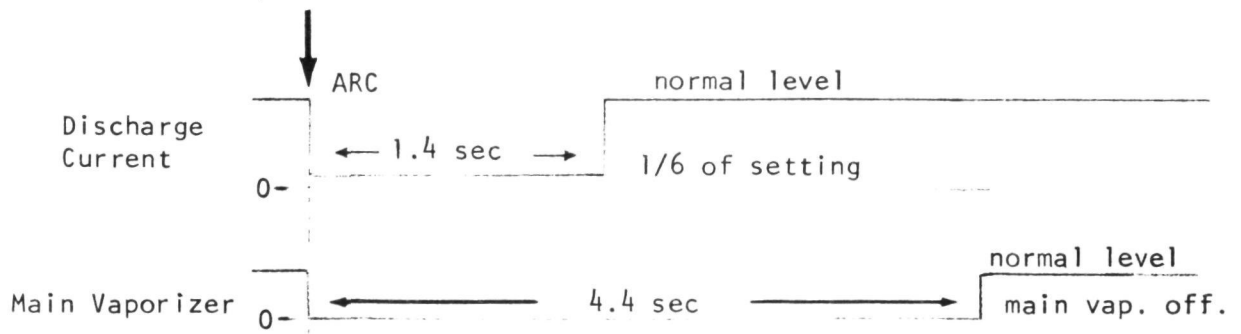 ARC
normal level
Discharge
Current
1.4 sec
1/6 of setting
0-
normal level
Main Vaporizer
0-
4.4 sec
main vap. off.